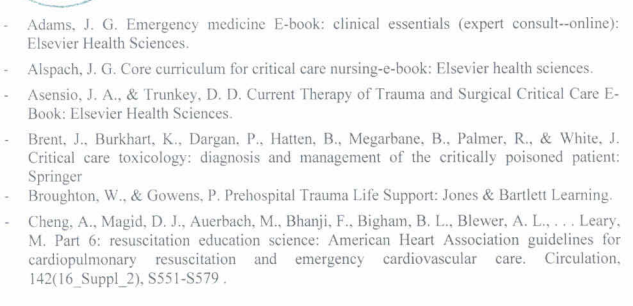 - Adams, J. G. Emergency medicine E-book: clinical essentials (expert consult--online):
Elsevier Health Sciences.
- Alspach, J. G. Core curriculum for critical care nursing-e-book: Elsevier health sciences.
- Asensio, J. A., & Trunkey, D. D. Current Therapy of Trauma and Surgical Critical Care E-
Book: Elsevier Health Sciences.
- Brent, J., Burkhart, K., Dargan, P., Hatten, B., Megarbane, B., Palmer, R., & White, J.
Critical care toxicology: diagnosis and management of the critically poisoned patient:
Springer
- Broughton, W., & Gowens, P. Prehospital Trauma Life Support: Jones & Bartlett Learning.
- Cheng, A., Magid, D. J., Auerbach, M., Bhanji, F., Bigham, B. L., Blewer, A. L., . . . Leary,
M. Part 6: resuscitation education science: American Heart Association guidelines for
cardiopulmonary resuscitation and emergency cardiovascular care. Circulation,
142(16_Suppl_2), S551-S579 .